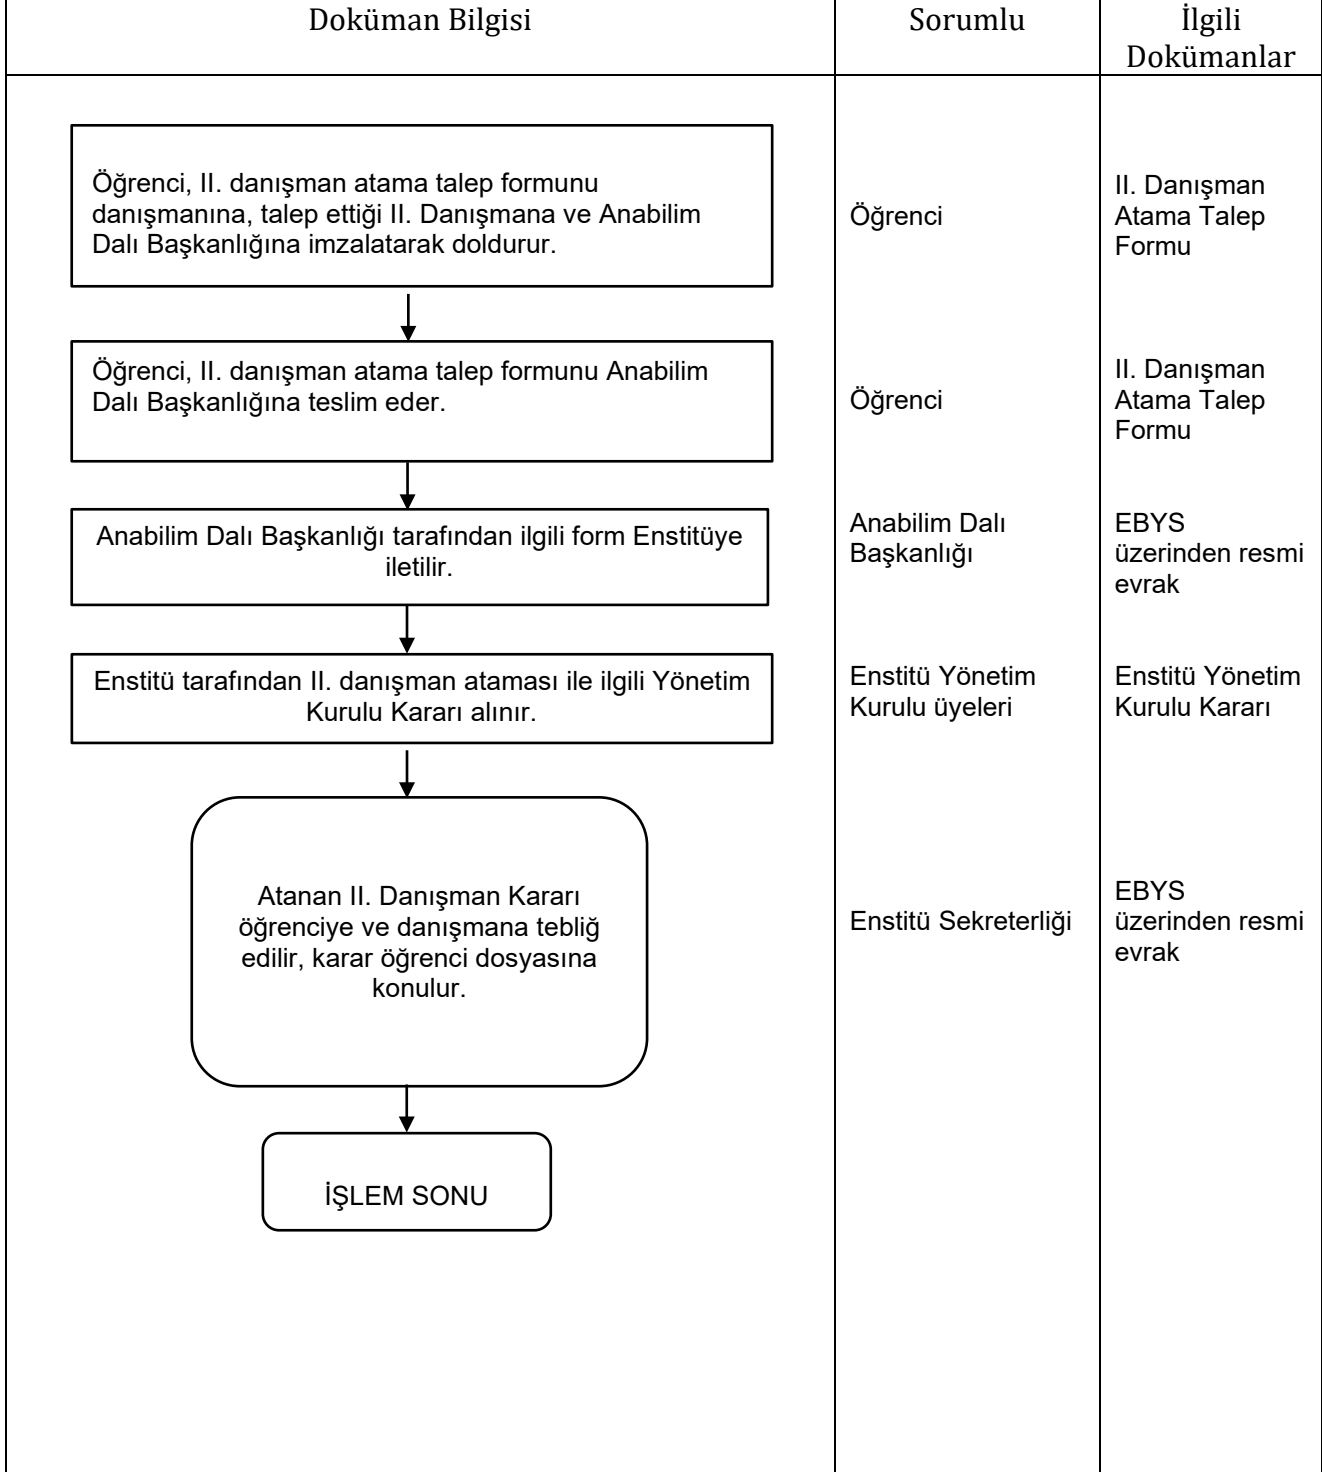 Doküman Bilgisi
Sorumlu
İlgili
Dokümanlar
Öğrenci, II. danışman atama talep formunu
danışmanına, talep ettiği II. Danışmana ve Anabilim
Dalı Başkanlığına imzalatarak doldurur.
Öğrenci
II. Danışman
Atama Talep
Formu
Öğrenci, II. danışman atama talep formunu Anabilim
Dalı Başkanlığına teslim eder.
Öğrenci
II. Danışman
Atama Talep
Formu
Anabilim Dalı Başkanlığı tarafından ilgili form Enstitüye
iletilir.
Anabilim Dalı
Başkanlığı
EBYS
üzerinden resmi
evrak
Enstitü tarafından II. danışman ataması ile ilgili Yönetim
Kurulu Kararı alınır.
Enstitü Yönetim
Kurulu üyeleri
Enstitü Yönetim
Kurulu Kararı
Atanan II. Danışman Kararı
öğrenciye ve danışmana tebliğ
edilir, karar öğrenci dosyasına
konulur.
Enstitü Sekreterliği
EBYS
üzerinden resmi
evrak
İŞLEM SONU